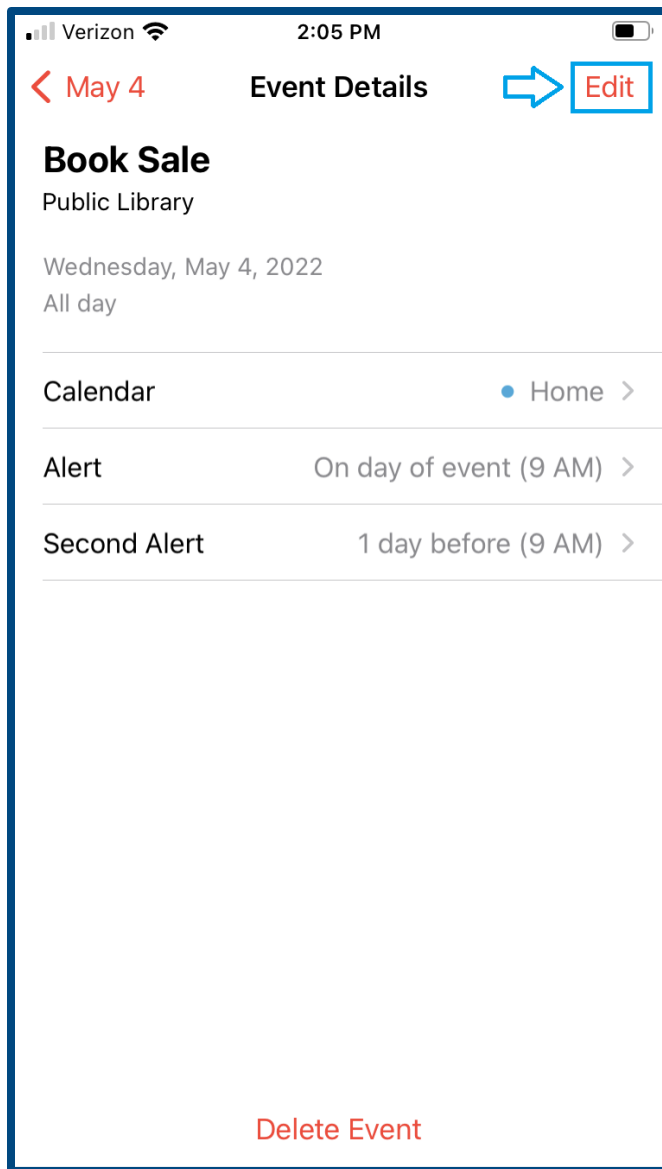 Verizon 2:05 PM
May 4 Event Details Edit
Book Sale
Public Library
Wednesday, May 4, 2022
All day
Calendar Home
Alert On day of event (9 AM)
Second Alert 1 day before (9 AM)
Delete Event